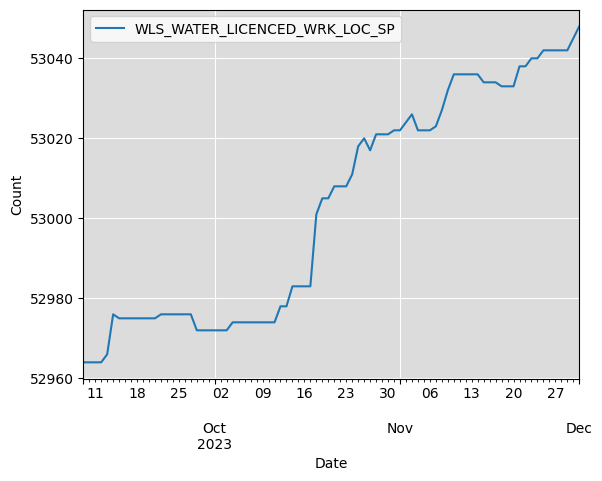 WLS_WATER_LICENCED_WRK_LOC_SP
53040
53020
53000
52980
52960
Count
11 18 25 02 09 16 23 30 06 13 20 27
Oct Nov Dec
2023
Date